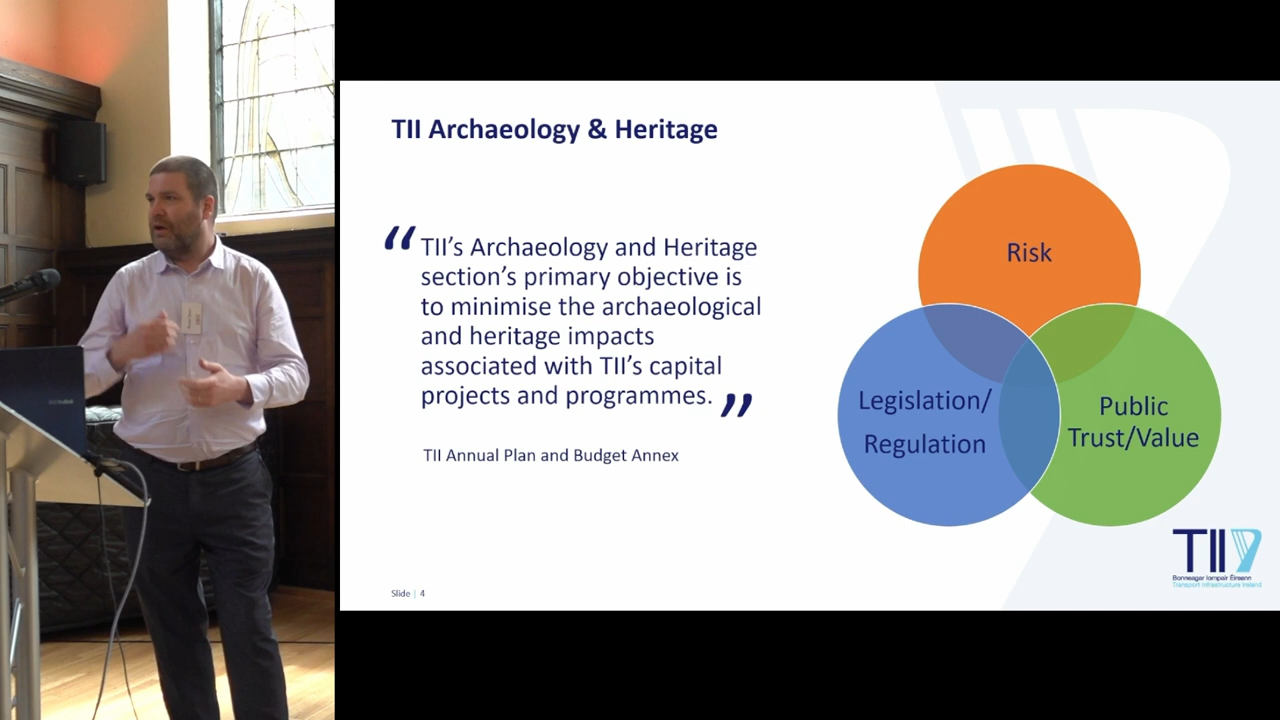 TII Archaeology & Heritage
“TII’s Archaeology and Heritage
section’s primary objective is
to minimise the archaeological
and heritage impacts
associated with TII’s capital
projects and programmes.”
TII Annual Plan and Budget Annex
Risk
Legislation/
Regulation
Public
Trust/Value
Slide | 4
TII
Bonneagar Iompair Éireann
Transport Infrastructure Ireland